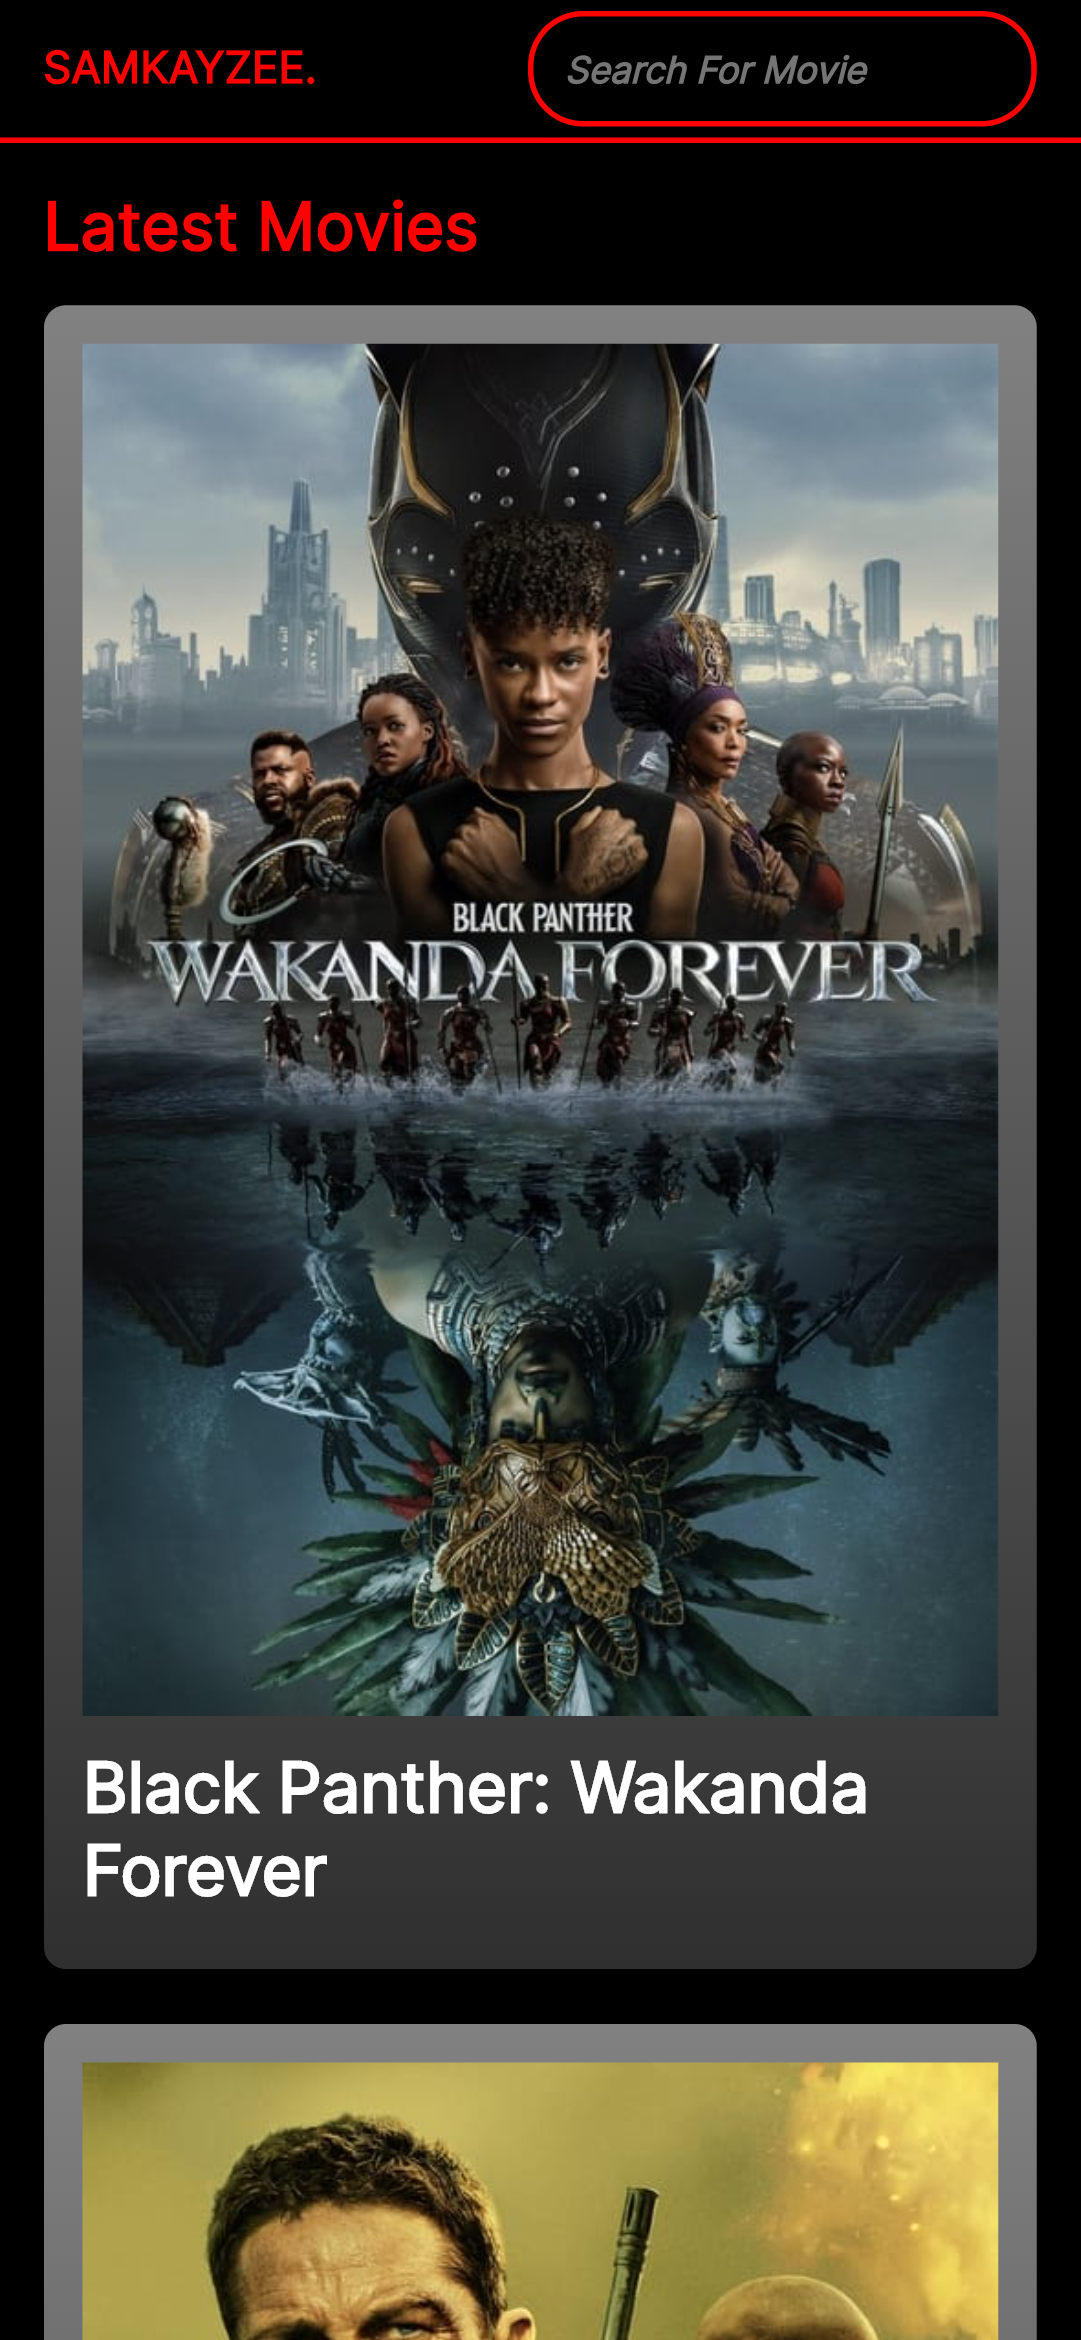 SAMKAYZEE.
Search For Movie
Latest Movies
BLACK PANTHER
WAKANDA FOREVER
Black Panther: Wakanda
Forever